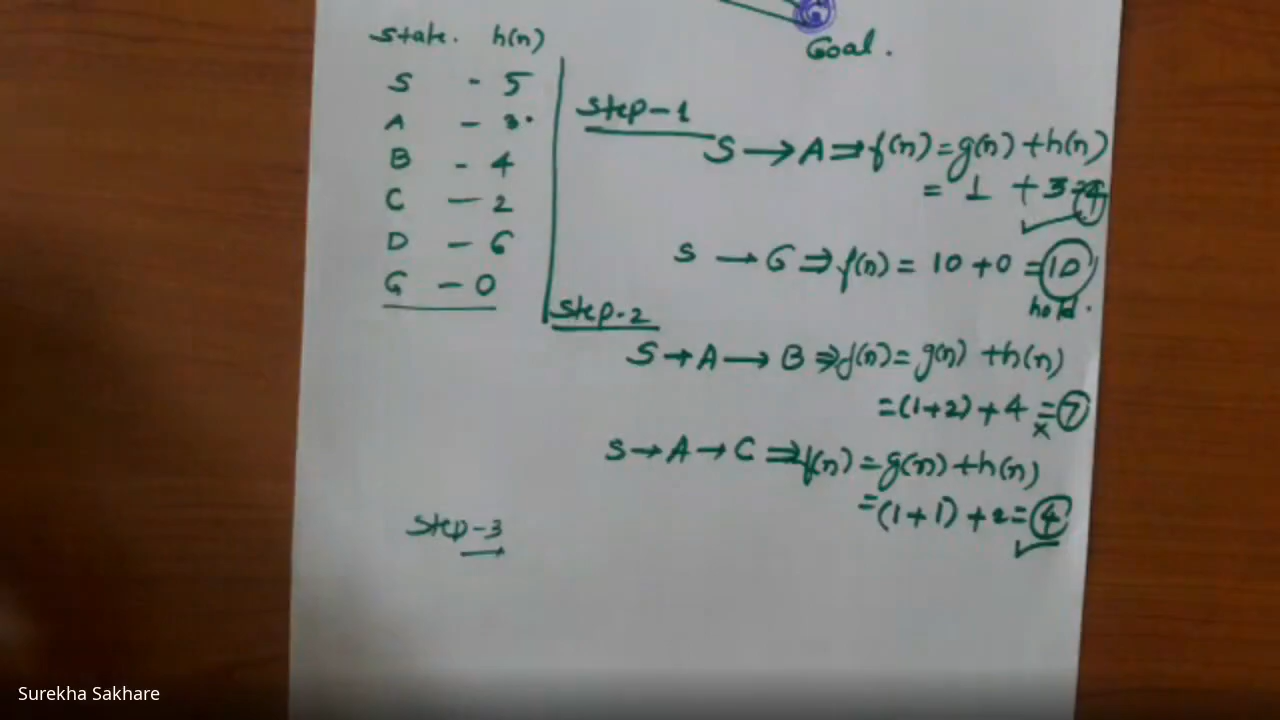 Goal.
State. h(n)
S - 5
A - 3
B - 4
C - 2
D - 6
G - 0
Step-1
S → A ⇒ f(n) = g(n) + h(n)
= 1 + 3 = 4
S → G ⇒ f(n) = 10 + 0 = 10
hold.
Step-2
S → A → B ⇒ f(n) = g(n) + h(n)
= (1+2) + 4 = 7
x
S → A → C ⇒ f(n) = g(n) + h(n)
= (1+1) + 2 = 4
Step-3
Surekha Sakhare